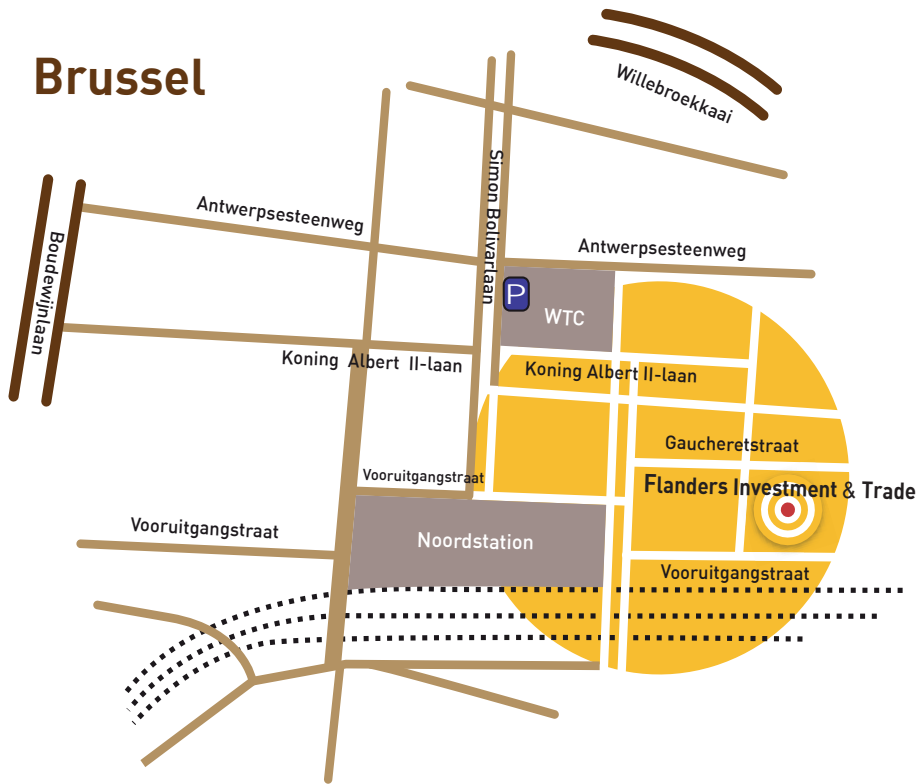 Brussel
Willebroekkaai
Simon Bolivarlaan
Antwerpsesteenweg
Antwerpsesteenweg
Boudewijnlaan
P
WTC
Koning Albert II-laan
Koning Albert II-laan
Gaucheretstraat
Vooruitgangstraat
Flanders Investment & Trade
Vooruitgangstraat
Noordstation
Vooruitgangstraat